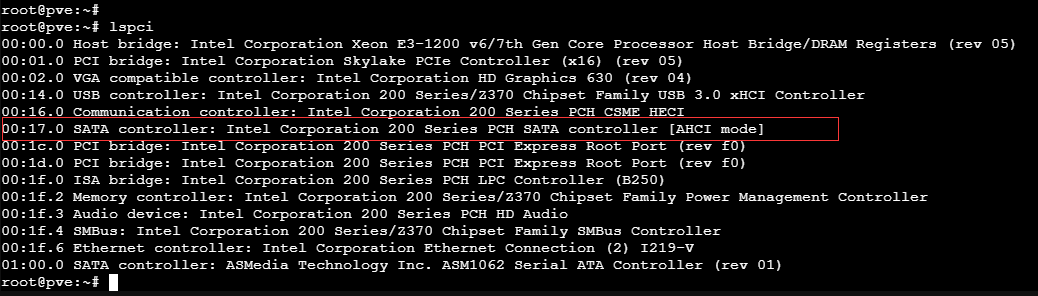 root@pve:~#
root@pve:~# lspci
00:00.0 Host bridge: Intel Corporation Xeon E3-1200 v6/7th Gen Core Processor Host Bridge/DRAM Registers (rev 05)
00:01.0 PCI bridge: Intel Corporation Skylake PCIe Controller (x16) (rev 05)
00:02.0 VGA compatible controller: Intel Corporation HD Graphics 630 (rev 04)
00:14.0 USB controller: Intel Corporation 200 Series/Z370 Chipset Family USB 3.0 xHCI Controller
00:16.0 Communication controller: Intel Corporation 200 Series PCH CSME HECI
00:17.0 SATA controller: Intel Corporation 200 Series PCH SATA controller [AHCI mode]
00:1c.0 PCI bridge: Intel Corporation 200 Series PCH PCI Express Root Port (rev f0)
00:1d.0 PCI bridge: Intel Corporation 200 Series PCH PCI Express Root Port (rev f0)
00:1f.0 ISA bridge: Intel Corporation 200 Series PCH LPC Controller (B250)
00:1f.2 Memory controller: Intel Corporation 200 Series/Z370 Chipset Family Power Management Controller
00:1f.3 Audio device: Intel Corporation 200 Series PCH HD Audio
00:1f.4 SMBus: Intel Corporation 200 Series/Z370 Chipset Family SMBus Controller
00:1f.6 Ethernet controller: Intel Corporation Ethernet Connection (2) I219-V
01:00.0 SATA controller: ASMedia Technology Inc. ASM1062 Serial ATA Controller (rev 01)
root@pve:~#